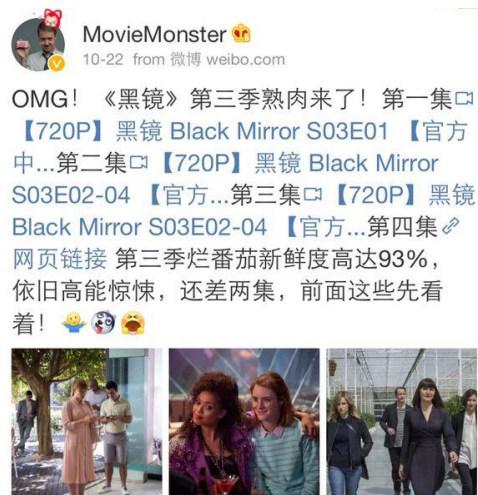 MovieMonster
10-22 from 微博 weibo.com
OMG！《黑镜》第三季熟肉来了！第一集
【720P】黑镜 Black Mirror S03E01 【官方
中...第二集【720P】黑镜 Black Mirror
S03E02-04 【官方...第三集【720P】黑镜
Black Mirror S03E02-04 【官方...第四集
网页链接 第三季烂番茄新鲜度高达93%，
依旧高能惊悚，还差两集，前面这些先看
着！